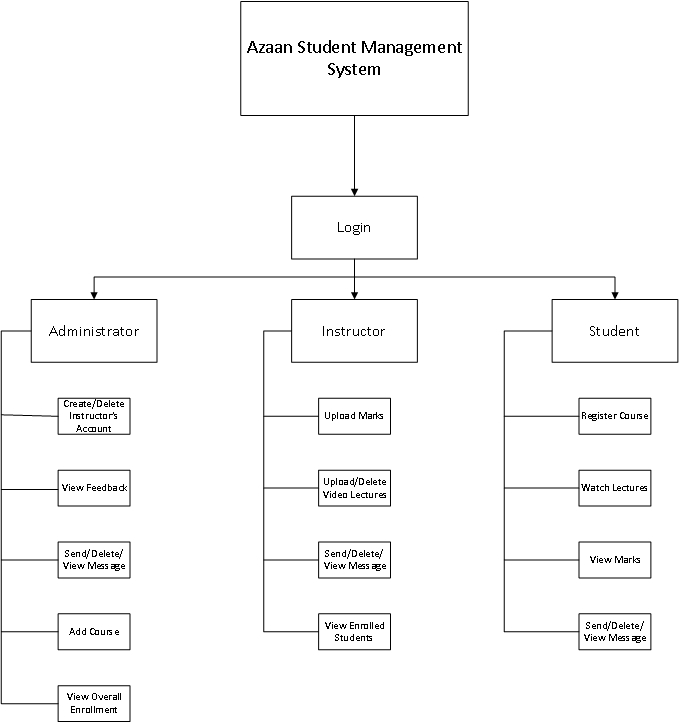 Azaan Student Management
System
Login
Administrator
Instructor
Student
Create/Delete
Instructor's
Account
View Feedback
Send/Delete/
View Message
Add Course
View Overall
Enrollment
Upload Marks
Upload/Delete
Video Lectures
Send/Delete/
View Message
View Enrolled
Students
Register Course
Watch Lectures
View Marks
Send/Delete/
View Message